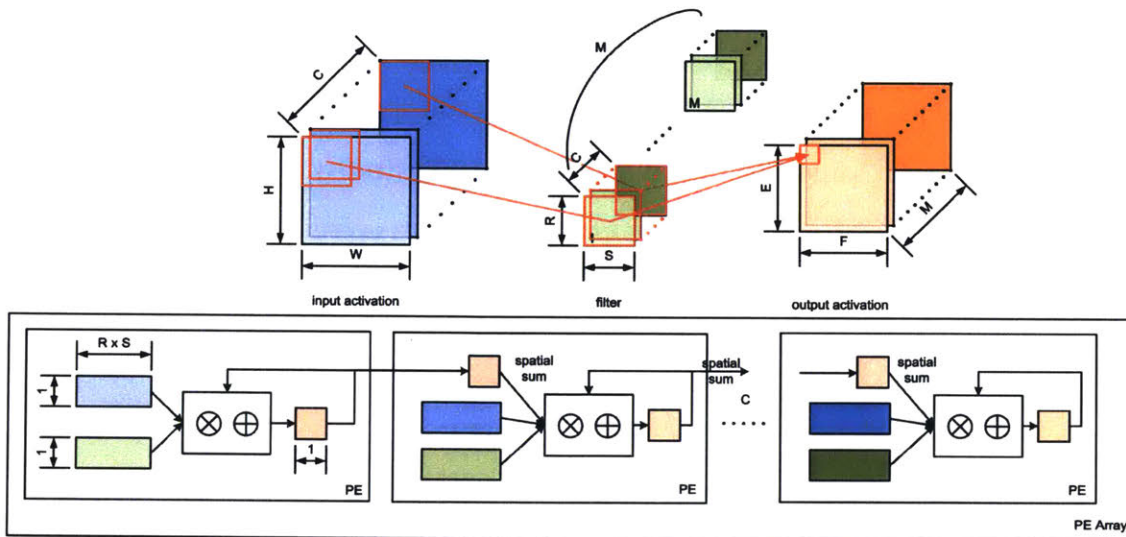 C
H
W
input activation
M
M
C
R
S
filter
E
F
M
output activation
R x S
1
1
1
PE
spatial
sum
PE
spatial
sum
C
spatial
sum
PE
PE Array